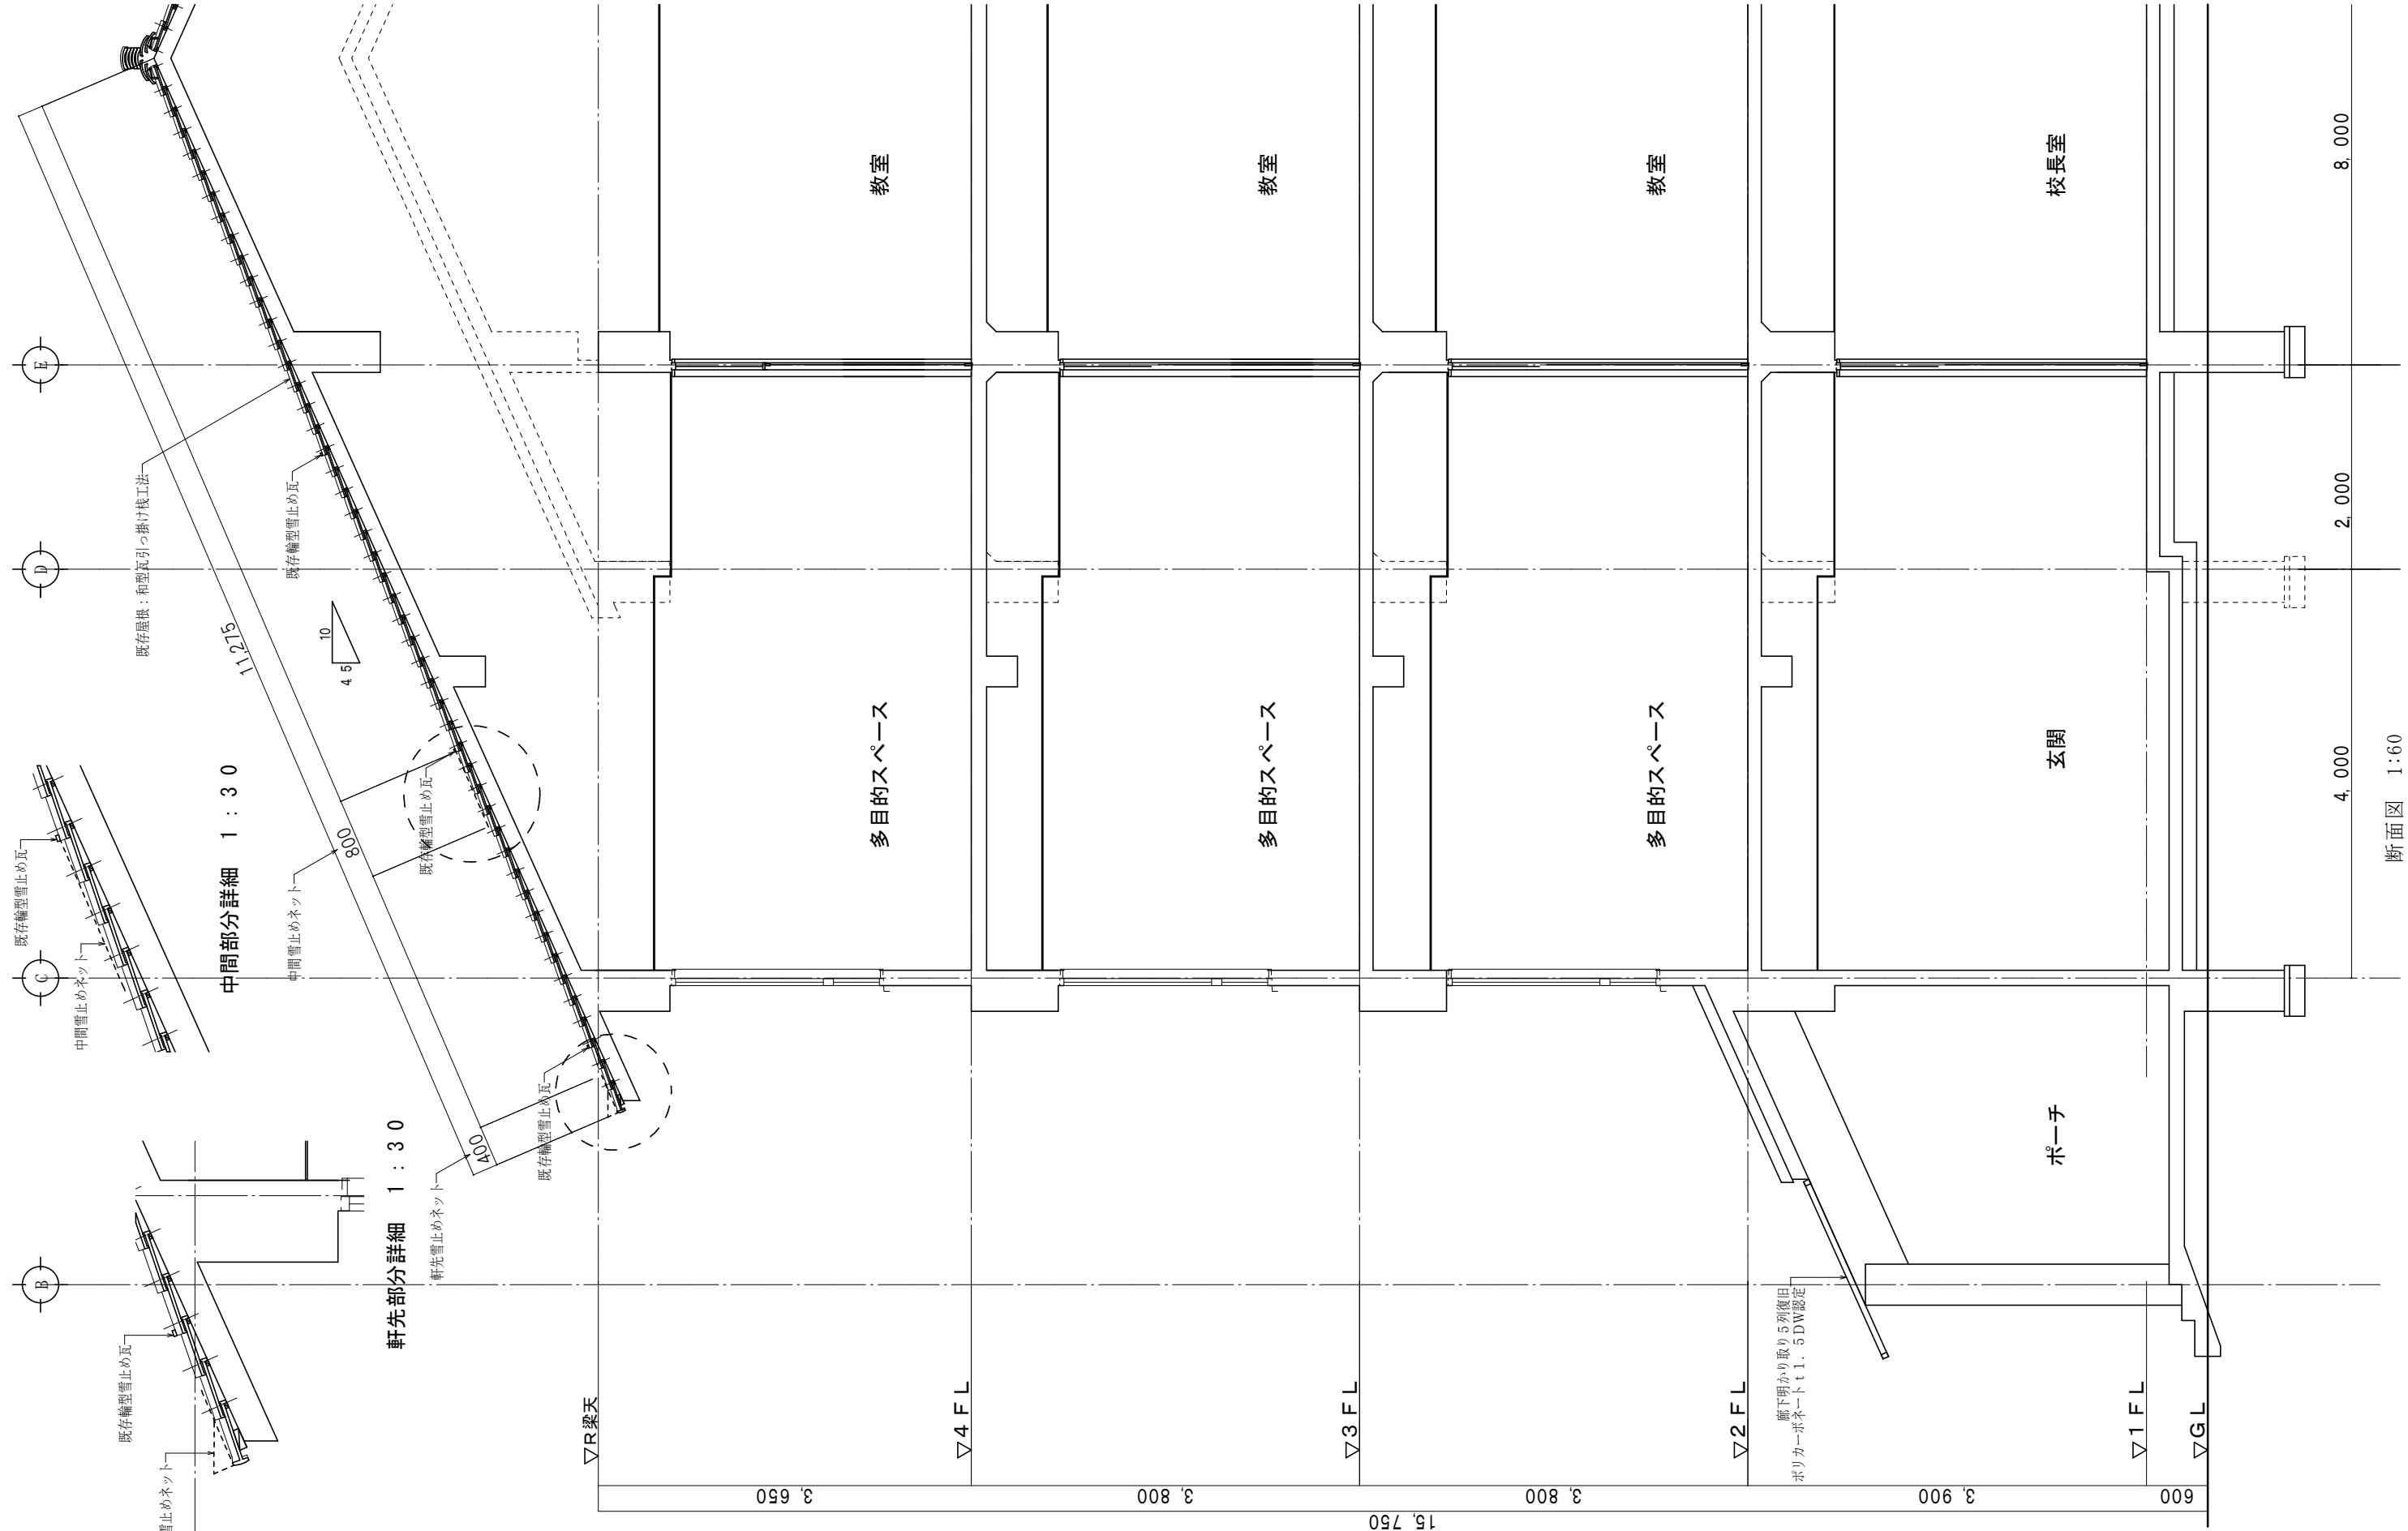 E
D
C
B
既存屋根：和型瓦引っ掛け桟工法
既存輪型雪止め瓦
11,275
10
4 5
既存輪型雪止め瓦
中間雪止めネット
中間部分詳細　1：30
中間雪止めネット
800
既存輪型雪止め瓦
既存輪型雪止め瓦
雪止めネット
軒先部分詳細　1：30
軒先雪止めネット
400
既存輪型雪止め瓦
教室
教室
教室
校長室
多目的スペース
多目的スペース
多目的スペース
玄関
ポーチ
廊下明かり取り5列復旧
ポリカーボネートt1.5DW認定
▽R梁天
▽4FL
▽3FL
▽2FL
▽1FL
▽GL
3,650
3,800
3,800
3,900
600
15,750
8,000
2,000
4,000
断面図　1:60